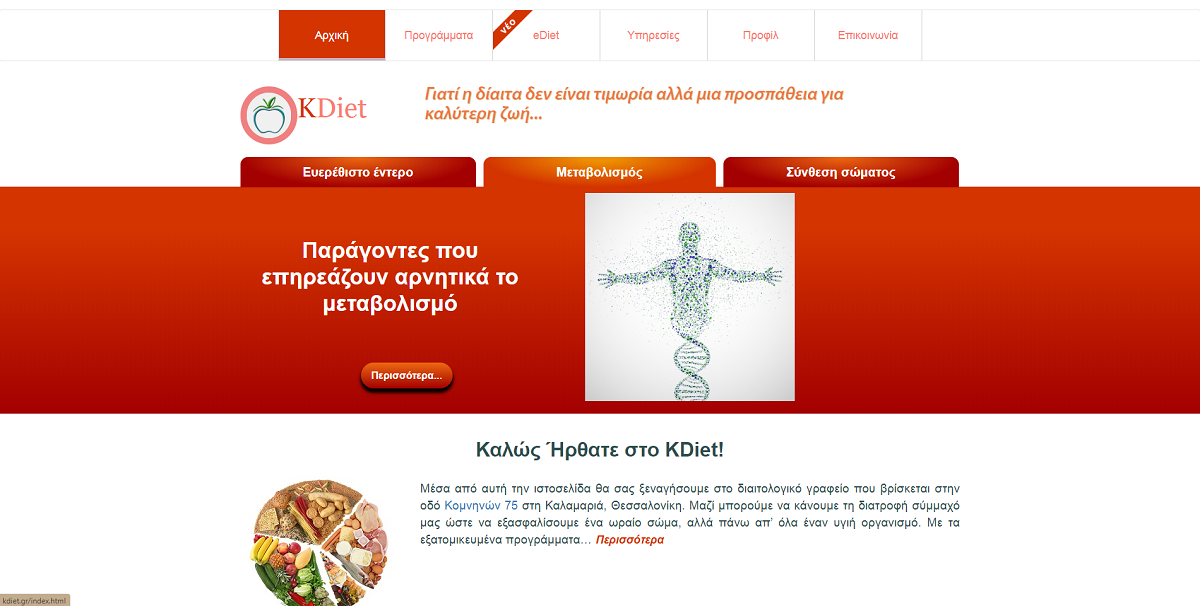 Αρχική
Προγράμματα
νέο
eDiet
Υπηρεσίες
Προφίλ
Επικοινωνία
KDiet
Γιατί η δίαιτα δεν είναι τιμωρία αλλά μια προσπάθεια για
καλύτερη ζωή...
Ευερέθιστο έντερο
Μεταβολισμός
Σύνθεση σώματος
Παράγοντες που
επηρεάζουν αρνητικά το
μεταβολισμό
Περισσότερα...
Καλώς Ήρθατε στο KDiet!
Μέσα από αυτή την ιστοσελίδα θα σας ξεναγήσουμε στο διαιτολογικό γραφείο που βρίσκεται στην
οδό Κομνηνών 75 στη Καλαμαριά, Θεσσαλονίκη. Μαζί μπορούμε να κάνουμε τη διατροφή σύμμαχό
μας ώστε να εξασφαλίσουμε ένα ωραίο σώμα, αλλά πάνω απ’ όλα έναν υγιή οργανισμό. Με τα
εξατομικευμένα προγράμματα… Περισσότερα
kdiet.gr/index.html